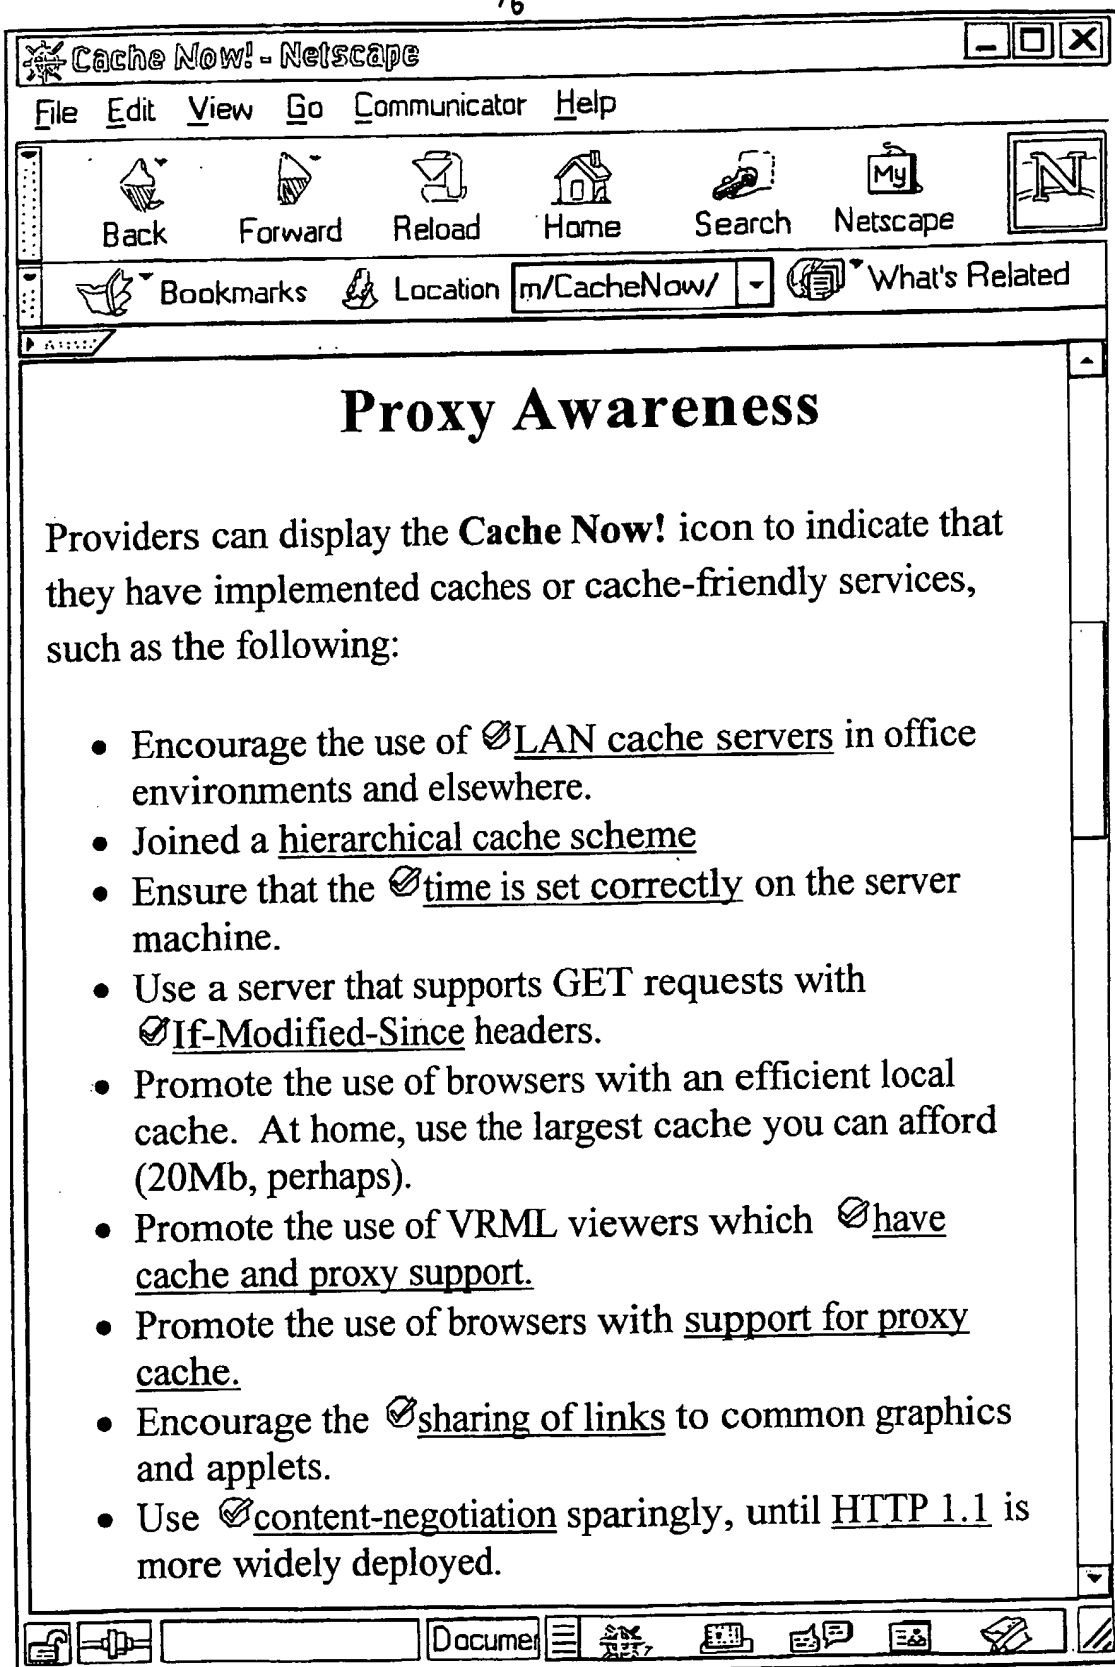 Cache Now! - Netscape
File Edit View Go Communicator Help
Back Forward Reload Home Search My Netscape N
Bookmarks Location m/CacheNow/ What's Related
Proxy Awareness
Providers can display the Cache Now! icon to indicate that
they have implemented caches or cache-friendly services,
such as the following:
• Encourage the use of LAN cache servers in office
environments and elsewhere.
• Joined a hierarchical cache scheme
• Ensure that the time is set correctly on the server
machine.
• Use a server that supports GET requests with
If-Modified-Since headers.
• Promote the use of browsers with an efficient local
cache. At home, use the largest cache you can afford
(20Mb, perhaps).
• Promote the use of VRML viewers which have
cache and proxy support.
• Promote the use of browsers with support for proxy
cache.
• Encourage the sharing of links to common graphics
and applets.
• Use content-negotiation sparingly, until HTTP 1.1 is
more widely deployed.
Documen